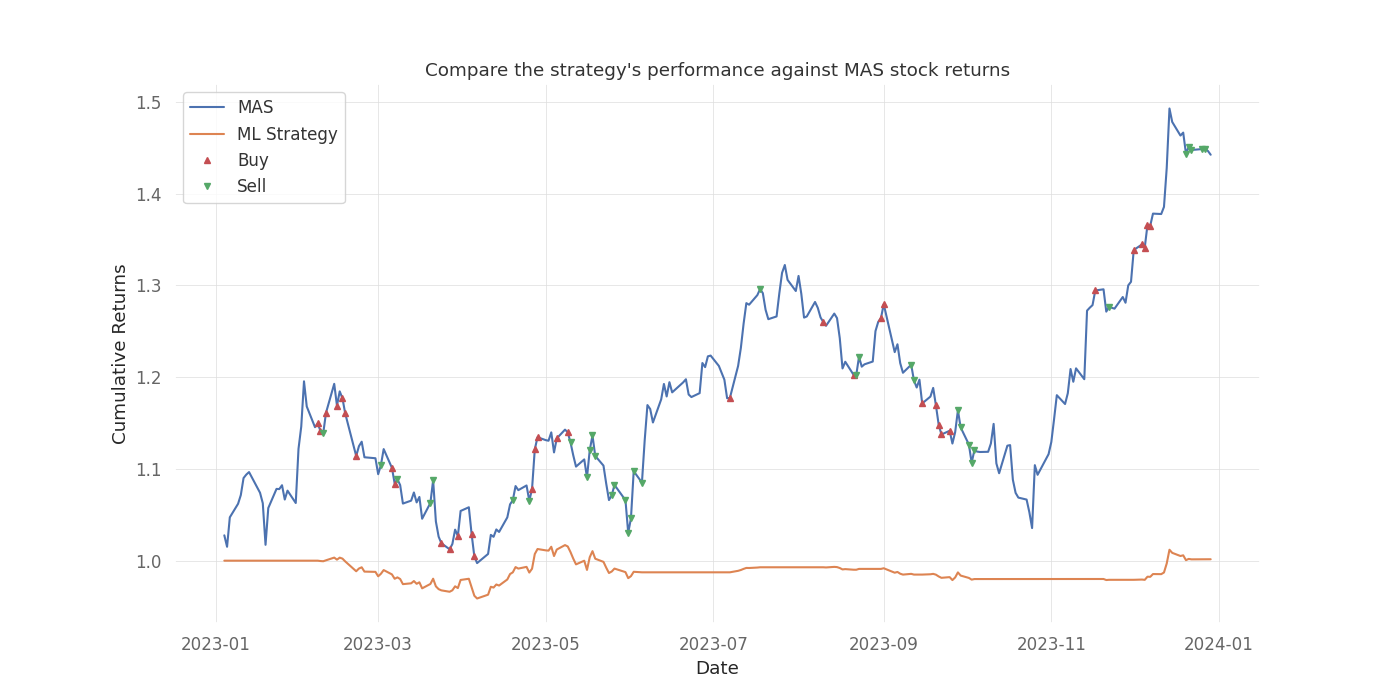 Compare the strategy's performance against MAS stock returns
MAS
ML Strategy
Buy
Sell
Cumulative Returns
1.5
1.4
1.3
1.2
1.1
1.0
2023-01 2023-03 2023-05 2023-07 2023-09 2023-11 2024-01
Date